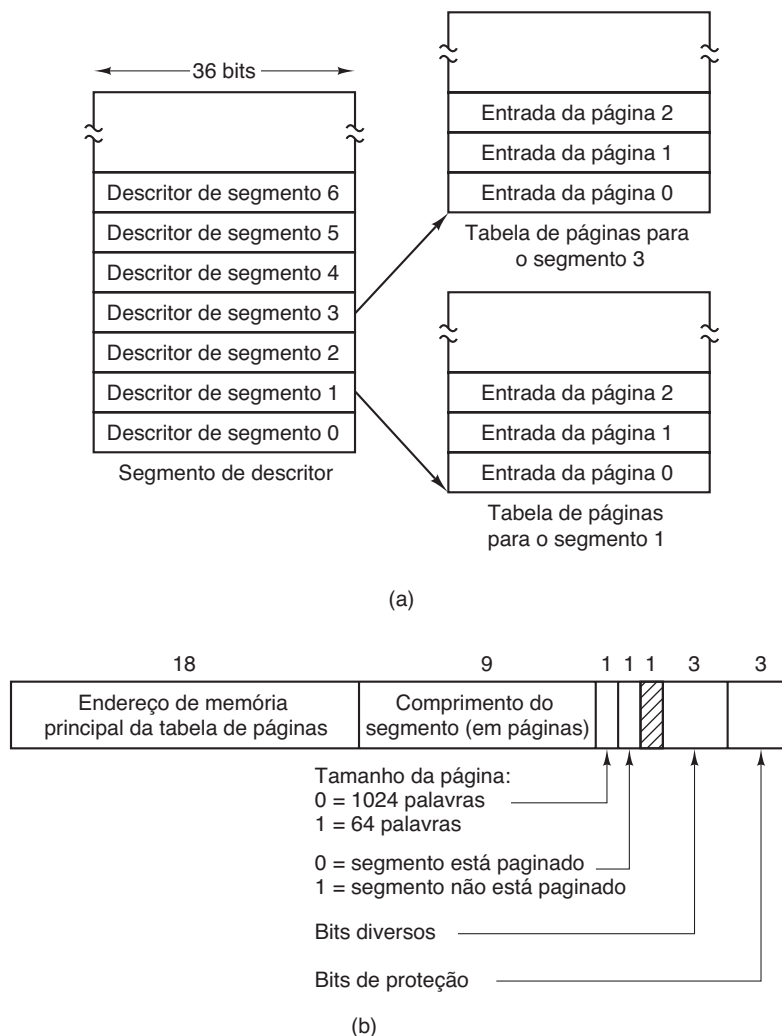 36 bits
Descritor de segmento 6
Descritor de segmento 5
Descritor de segmento 4
Descritor de segmento 3
Descritor de segmento 2
Descritor de segmento 1
Descritor de segmento 0
Segmento de descritor
Entrada da página 2
Entrada da página 1
Entrada da página 0
Tabela de páginas para
o segmento 3
Entrada da página 2
Entrada da página 1
Entrada da página 0
Tabela de páginas
para o segmento 1
(a)
18 9 1 1 1 3 3
Endereço de memória
principal da tabela de páginas
Comprimento do
segmento (em páginas)
Tamanho da página:
0 = 1024 palavras
1 = 64 palavras
0 = segmento está paginado
1 = segmento não está paginado
Bits diversos
Bits de proteção
(b)